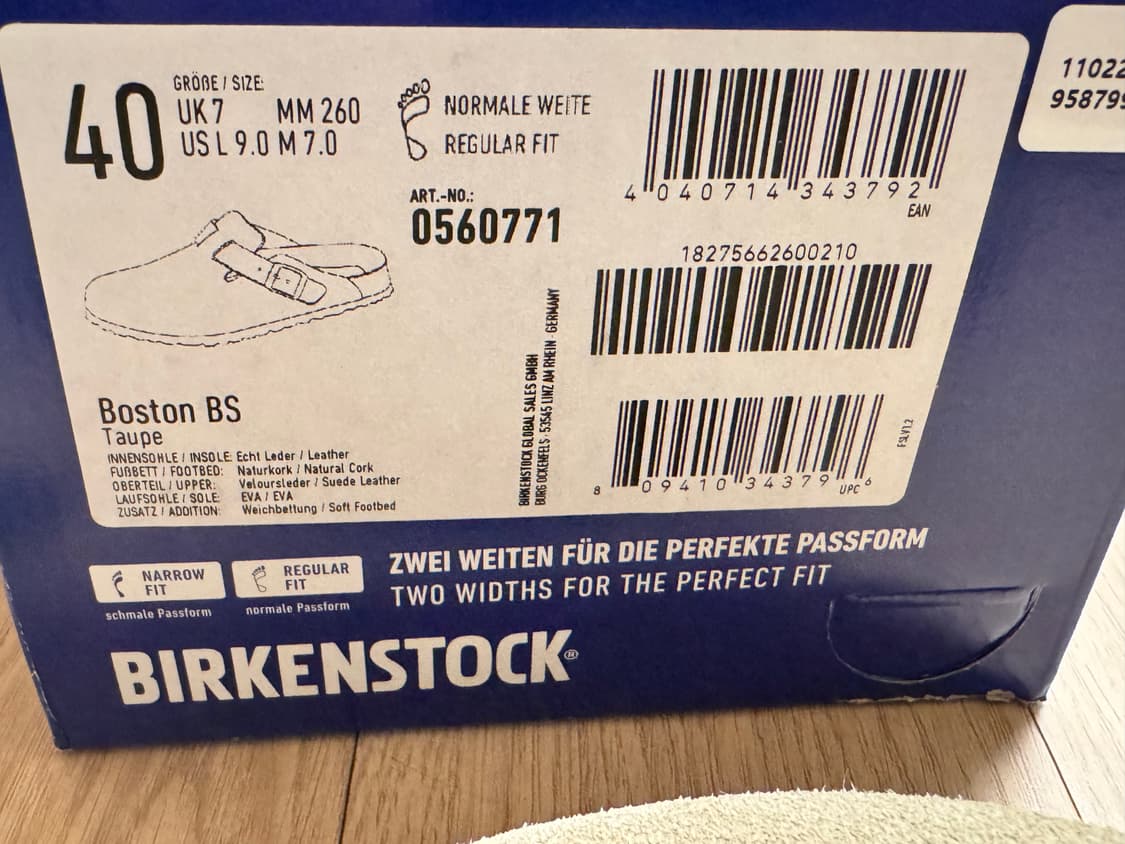 40
GRÖßE / SIZE:
UK 7 MM 260
US L 9.0 M 7.0
NORMALE WEITE
REGULAR FIT
ART.-NO.:
0560771
4 040714 343792
EAN
18275662600210
8 09410 34379 6
UPC
FSLV1.2
BIRKENSTOCK GLOBAL SALES GMBH
BURG OCKENFELS · 53545 LINZ AM RHEIN · GERMANY
Boston BS
Taupe
INNENSOHLE / INSOLE: Echt Leder / Leather
FUßBETT / FOOTBED: Naturkork / Natural Cork
OBERTEIL / UPPER: Veloursleder / Suede Leather
LAUFSOHLE / SOLE: EVA / EVA
ZUSATZ / ADDITION: Weichbettung / Soft Footbed
11022
958799
NARROW
FIT
schmale Passform
REGULAR
FIT
normale Passform
ZWEI WEITEN FÜR DIE PERFEKTE PASSFORM
TWO WIDTHS FOR THE PERFECT FIT
BIRKENSTOCK®